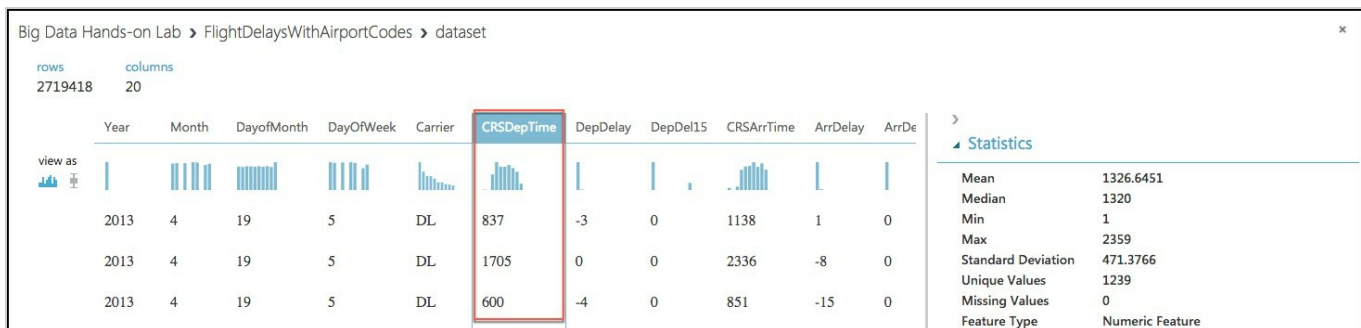 Big Data Hands-on Lab › FlightDelaysWithAirportCodes › dataset ×
rows columns
2719418 20
Year Month DayofMonth DayOfWeek Carrier CRSDepTime DepDelay DepDel15 CRSArrTime ArrDelay ArrDe
view as
2013 4 19 5 DL 837 -3 0 1138 1 0
2013 4 19 5 DL 1705 0 0 2336 -8 0
2013 4 19 5 DL 600 -4 0 851 -15 0
Statistics
Mean 1326.6451
Median 1320
Min 1
Max 2359
Standard Deviation 471.3766
Unique Values 1239
Missing Values 0
Feature Type Numeric Feature